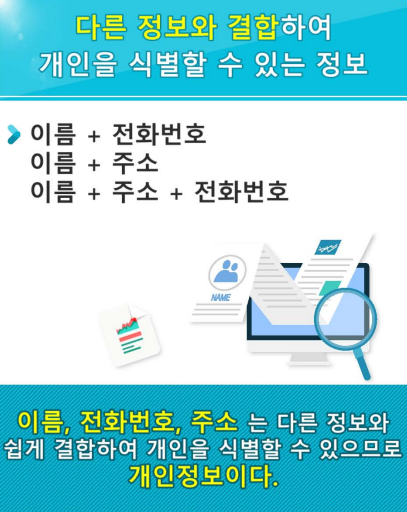 다른 정보와 결합하여
개인을 식별할 수 있는 정보
이름 + 전화번호
이름 + 주소
이름 + 주소 + 전화번호
NAME
이름, 전화번호, 주소 는 다른 정보와
쉽게 결합하여 개인을 식별할 수 있으므로
개인정보이다.